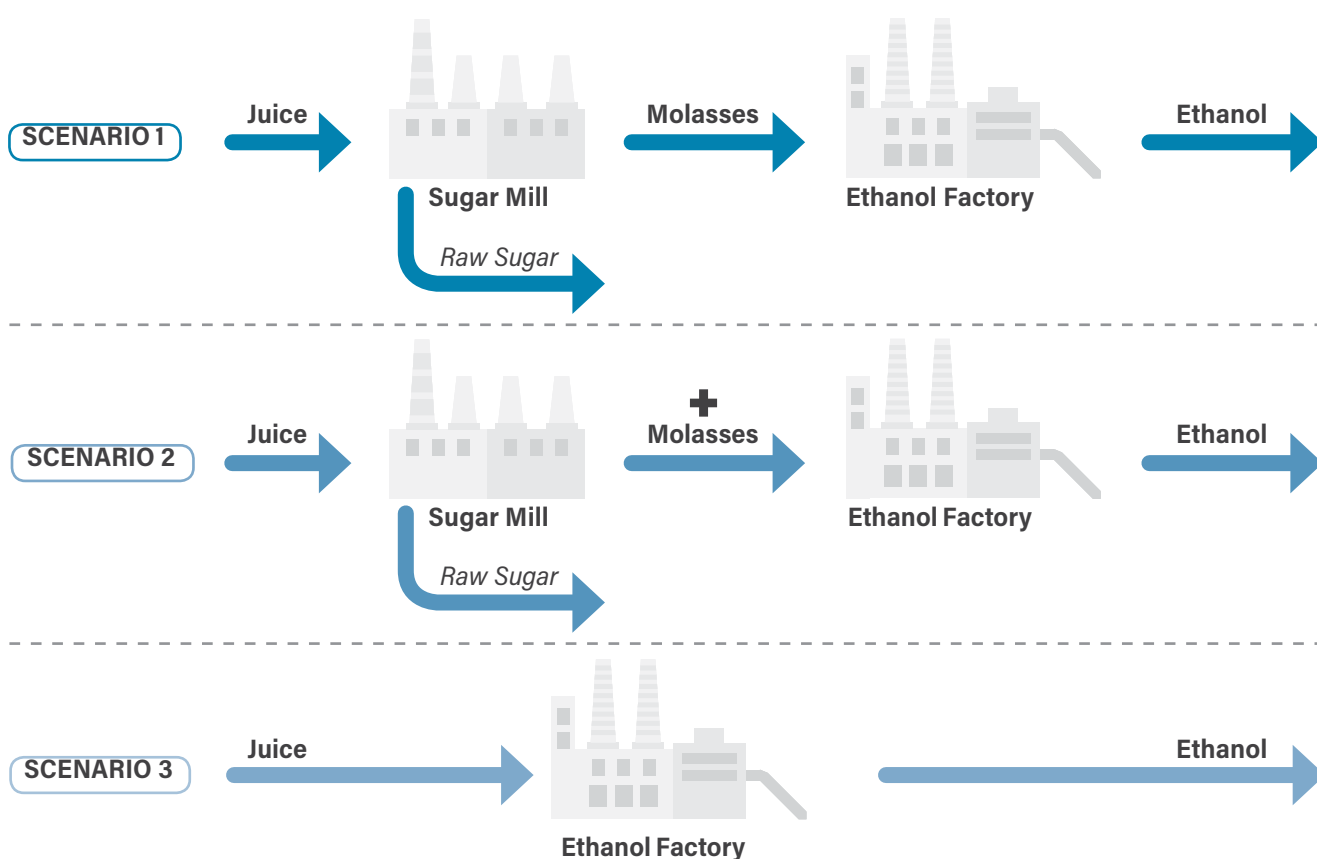 Juice
Molasses
Ethanol
SCENARIO 1
Sugar Mill
Ethanol Factory
Raw Sugar
+
Juice
Molasses
Ethanol
SCENARIO 2
Sugar Mill
Ethanol Factory
Raw Sugar
Juice
Ethanol
SCENARIO 3
Ethanol Factory